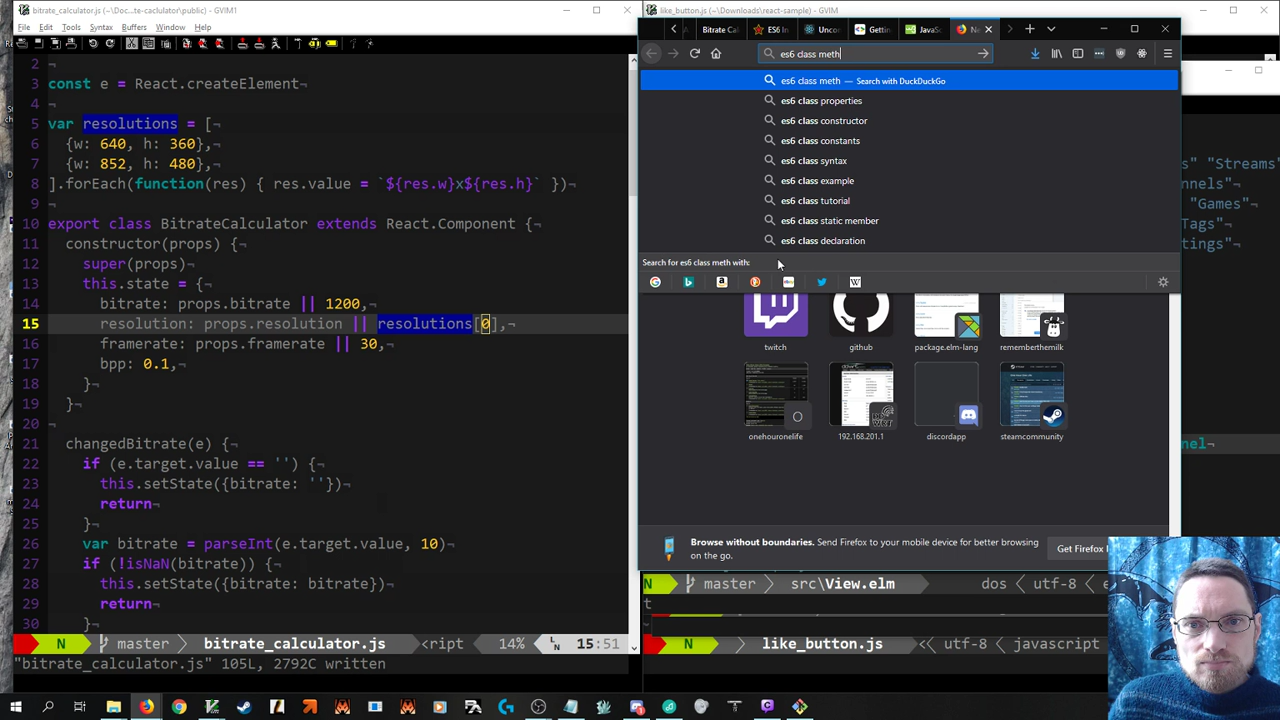 bitrate_calculator.js (~\Doc...te-caclulator\public) - GVIM1
File Edit Tools Syntax Buffers Window Help
2
3 const e = React.createElement
4
5 var resolutions = [¬
6 {w: 640, h: 360},¬
7 {w: 852, h: 480},¬
8 ].forEach(function(res) { res.value = `${res.w}x${res.h}` })¬
9
10 export class BitrateCalculator extends React.Component {¬
11 constructor(props) {¬
12 super(props)¬
13 this.state = {¬
14 bitrate: props.bitrate || 1200,¬
15 resolution: props.resolution || resolutions[0],¬
16 framerate: props.framerate || 30,¬
17 bpp: 0.1,¬
18 }¬
19 }¬
20
21 changedBitrate(e) {¬
22 if (e.target.value == '') {¬
23 this.setState({bitrate: ''})¬
24 return¬
25 }¬
26 var bitrate = parseInt(e.target.value, 10)¬
27 if (!isNaN(bitrate)) {¬
28 this.setState({bitrate: bitrate})¬
29 return¬
30 }¬
N master bitrate_calculator.js <ript 14% LN 15:51
"bitrate_calculator.js" 105L, 2792C written
like_button.js (~\Downloads\react-sample) - GVIM
Bitrate Cal
ES6 In
Uncor
Gettin
JavaS
Ne
es6 class meth
es6 class meth — Search with DuckDuckGo
es6 class properties
es6 class constructor
es6 class constants
es6 class syntax
es6 class example
es6 class tutorial
es6 class static member
es6 class declaration
Search for es6 class meth with:
twitch
github
package.elm-lang
rememberthemilk
onehouronelife
192.168.201.1
discordapp
steamcommunity
Browse without boundaries. Send Firefox to your mobile device for better browsing
on the go.
Get Firefox
s" "Streams"
nnels"
"Games"
Tags"
ttings"
nel¬
N master src\View.elm dos < utf-8 <
t
N like_button.js << utf-8 < javascript